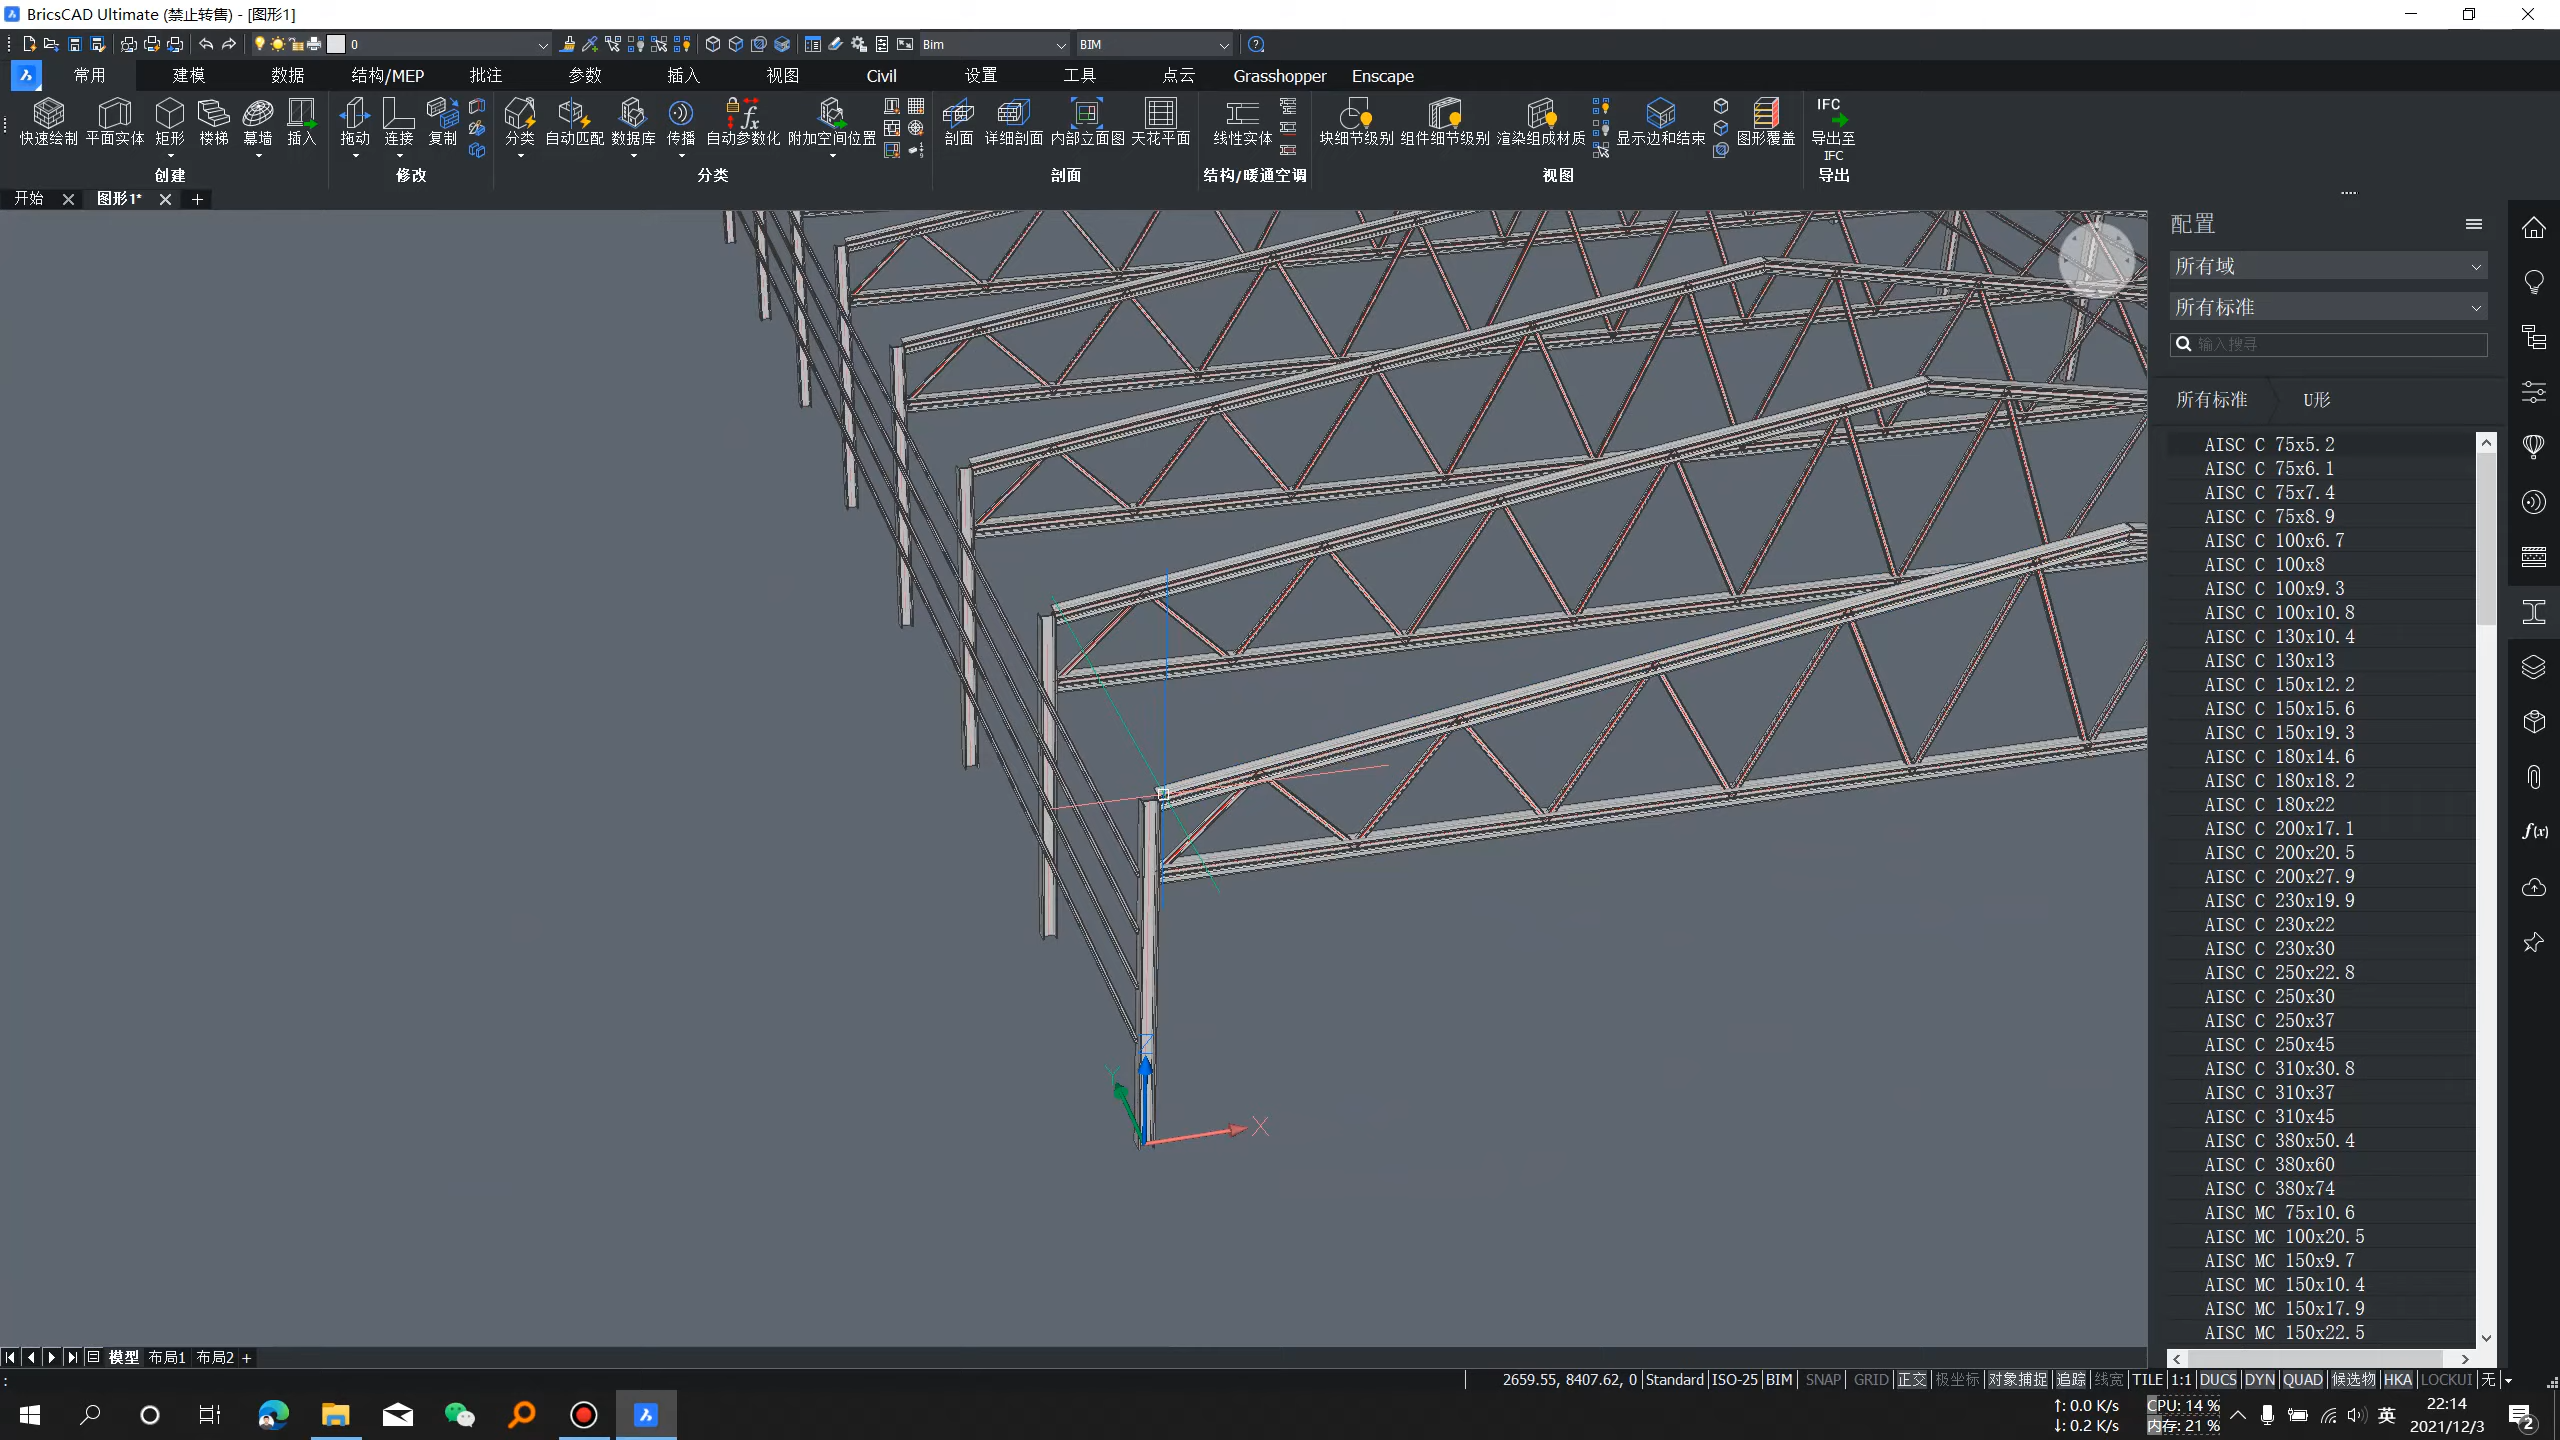 BricsCAD Ultimate (禁止转售) - [图形1]
0
Bim
BIM
常用 建模 数据 结构/MEP 批注 参数 插入 视图 Civil 设置 工具 点云 Grasshopper Enscape
快速绘制 平面实体 矩形 楼梯 幕墙 插入 拖动 连接 复制 分类 自动匹配 数据库 传播 自动参数化 附加空间位置 剖面 详细剖面 内部立面图 天花平面 线性实体 块细节级别 组件细节级别 渲染组成材质 显示边和结束 图形覆盖 IFC 导出至 IFC
创建 修改 分类 剖面 结构/暖通空调 视图 导出
开始 图形1* +
配置
所有域
所有标准
输入搜寻
所有标准 U形
AISC C 75x5.2
AISC C 75x6.1
AISC C 75x7.4
AISC C 75x8.9
AISC C 100x6.7
AISC C 100x8
AISC C 100x9.3
AISC C 100x10.8
AISC C 130x10.4
AISC C 130x13
AISC C 150x12.2
AISC C 150x15.6
AISC C 150x19.3
AISC C 180x14.6
AISC C 180x18.2
AISC C 180x22
AISC C 200x17.1
AISC C 200x20.5
AISC C 200x27.9
AISC C 230x19.9
AISC C 230x22
AISC C 230x30
AISC C 250x22.8
AISC C 250x30
AISC C 250x37
AISC C 250x45
AISC C 310x30.8
AISC C 310x37
AISC C 310x45
AISC C 380x50.4
AISC C 380x60
AISC C 380x74
AISC MC 75x10.6
AISC MC 100x20.5
AISC MC 150x9.7
AISC MC 150x10.4
AISC MC 150x17.9
AISC MC 150x22.5
Z
Y
X
f(x)
模型 布局1 布局2 +
:
2659.55, 8407.62, 0 Standard ISO-25 BIM SNAP GRID 正交 极坐标 对象捕捉 追踪 线宽 TILE 1:1 DUCS DYN QUAD 候选物 HKA LOCKUI 无
↑: 0.0 K/s
↓: 0.2 K/s
CPU: 14 %
内存: 21 %
英
22:14
2021/12/3
2